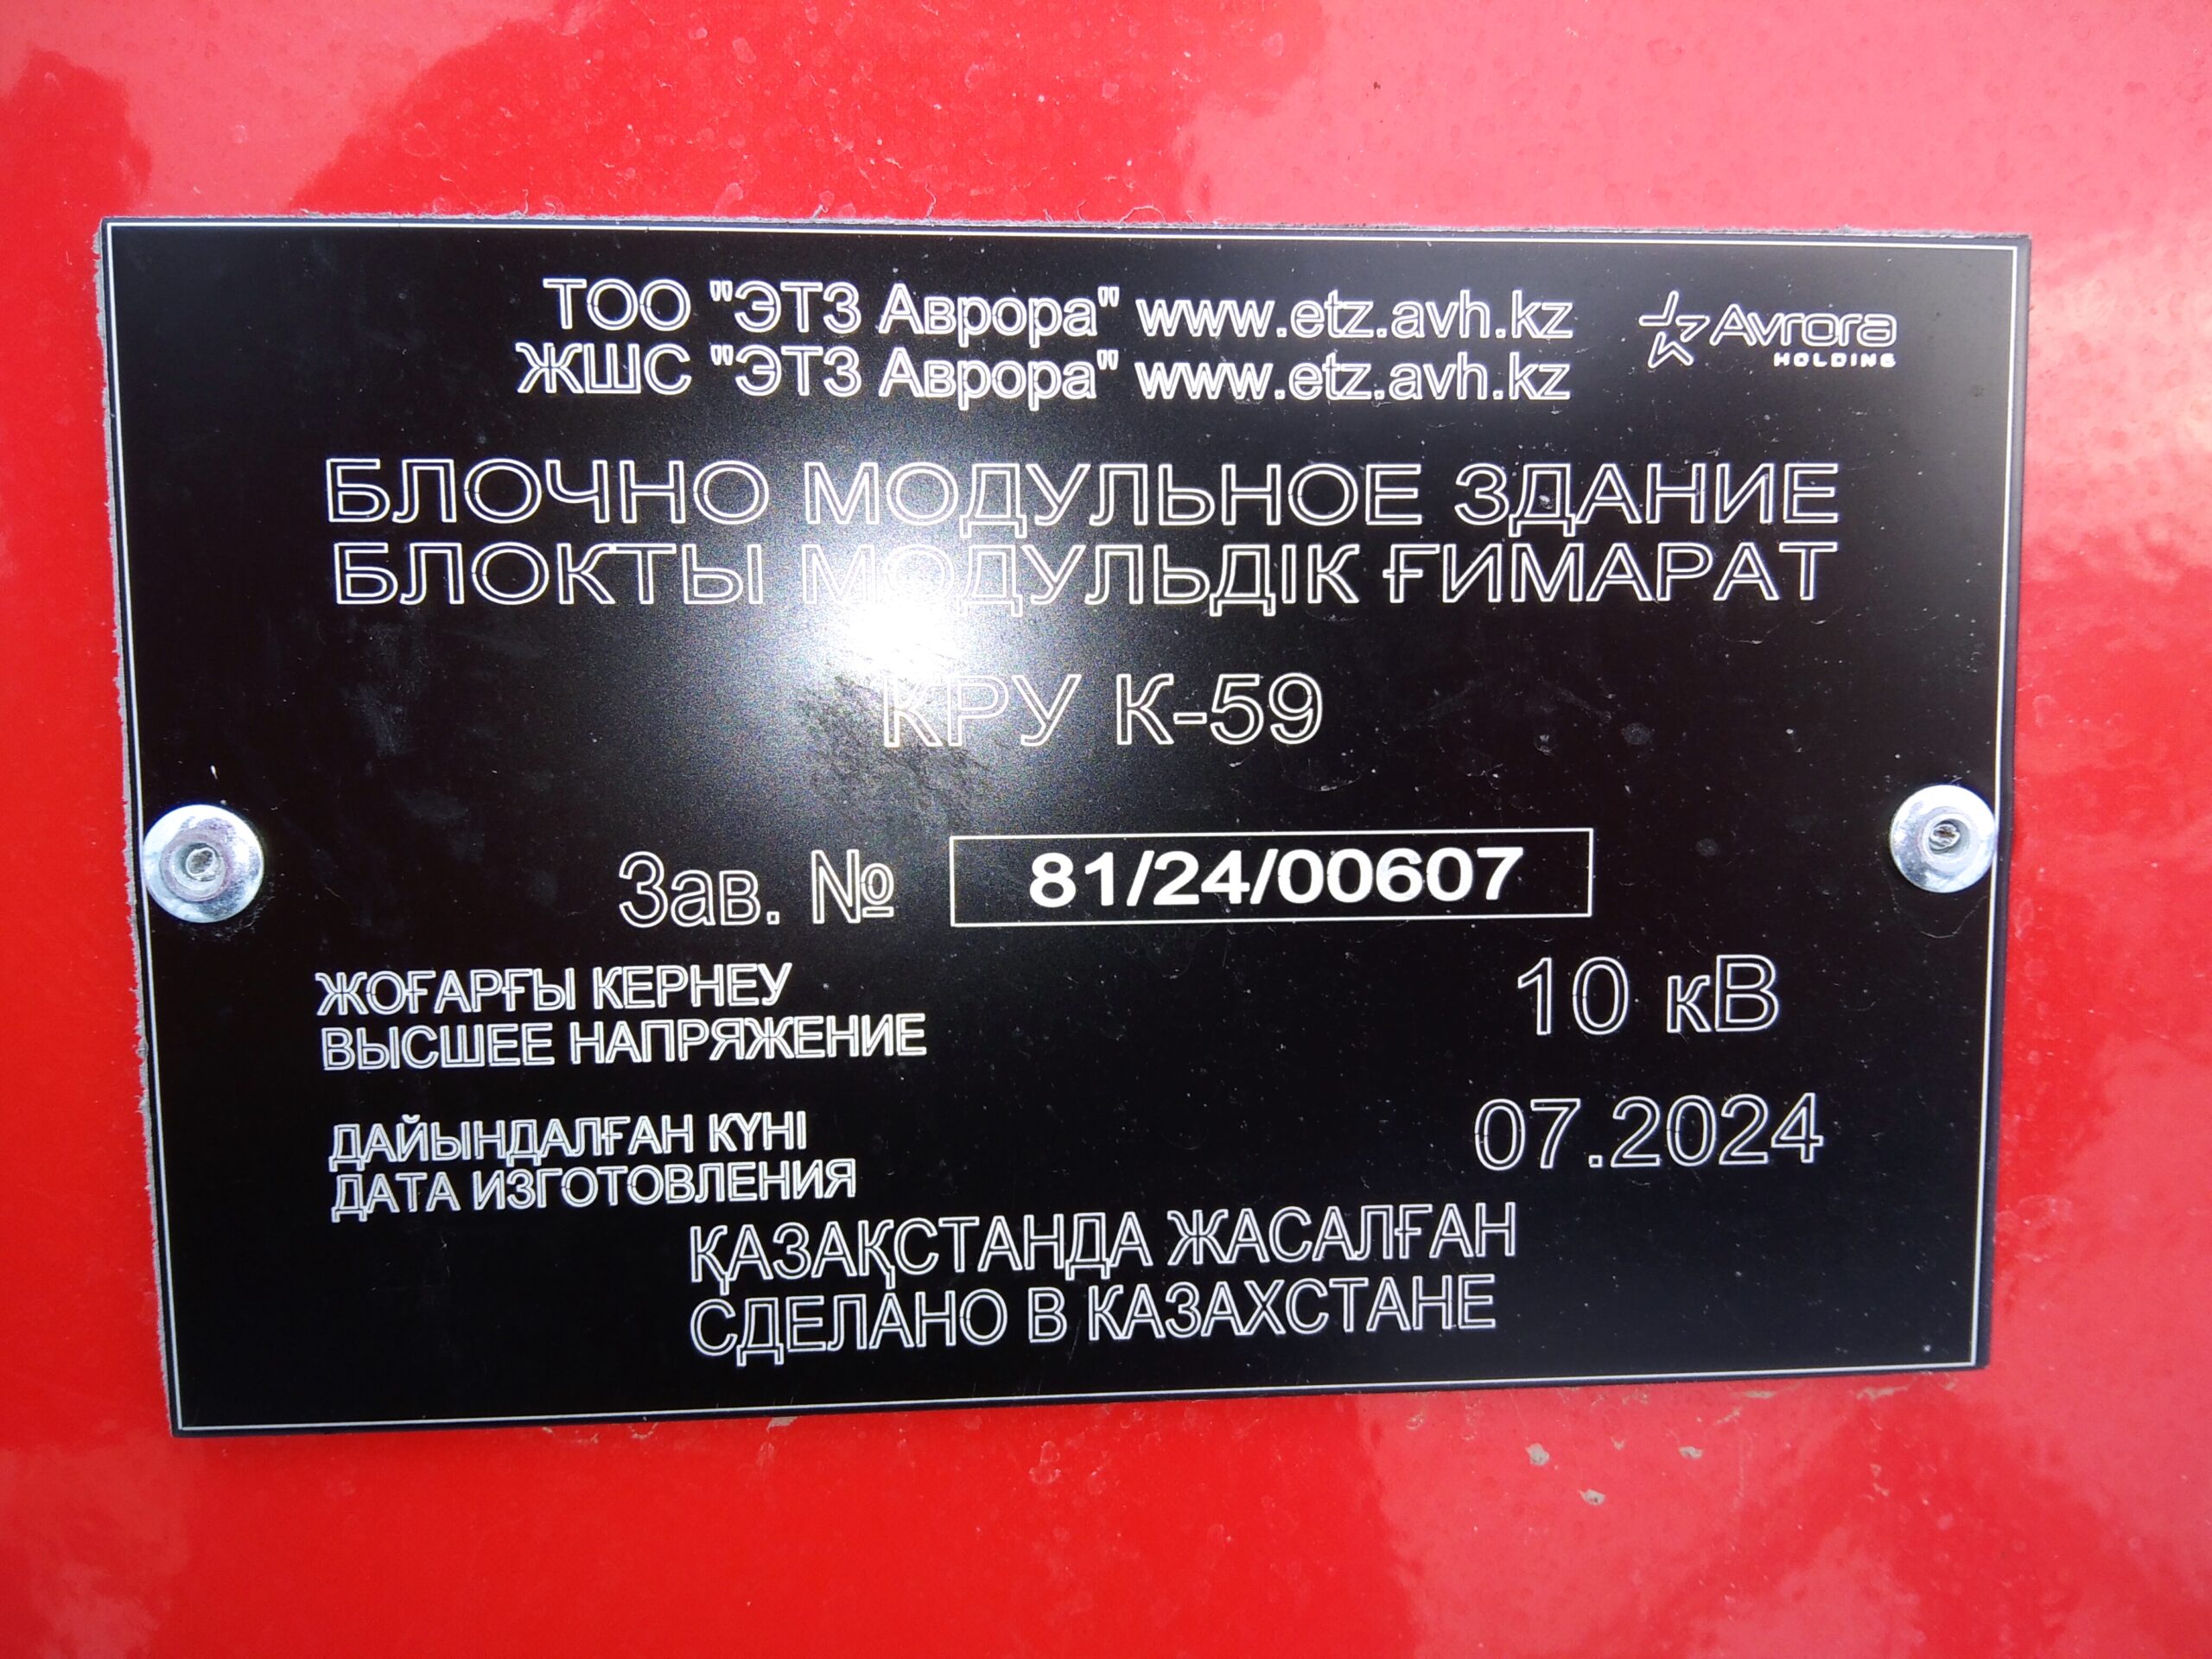 ТОО "ЭТЗ Аврора" www.etz.avh.kz
ЖШС "ЭТЗ Аврора" www.etz.avh.kz
Avrora
HOLDING
БЛОЧНО МОДУЛЬНОЕ ЗДАНИЕ
БЛОКТЫ МОДУЛЬДІК ҒИМАРАТ
КРУ К-59
Зав. № 81/24/00607
ЖОҒАРҒЫ КЕРНЕУ
ВЫСШЕЕ НАПРЯЖЕНИЕ
10 кВ
ДАЙЫНДАЛҒАН КҮНІ
ДАТА ИЗГОТОВЛЕНИЯ
07.2024
ҚАЗАҚСТАНДА ЖАСАЛҒАН
СДЕЛАНО В КАЗАХСТАНЕ